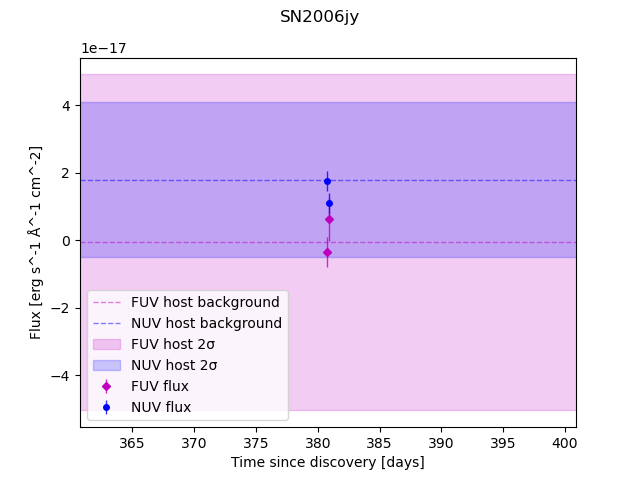 SN2006jy
1e−17
Flux [erg s^-1 Å^-1 cm^-2]
4
2
0
−2
−4
FUV host background
NUV host background
FUV host 2σ
NUV host 2σ
FUV flux
NUV flux
365
370
375
380
385
390
395
400
Time since discovery [days]